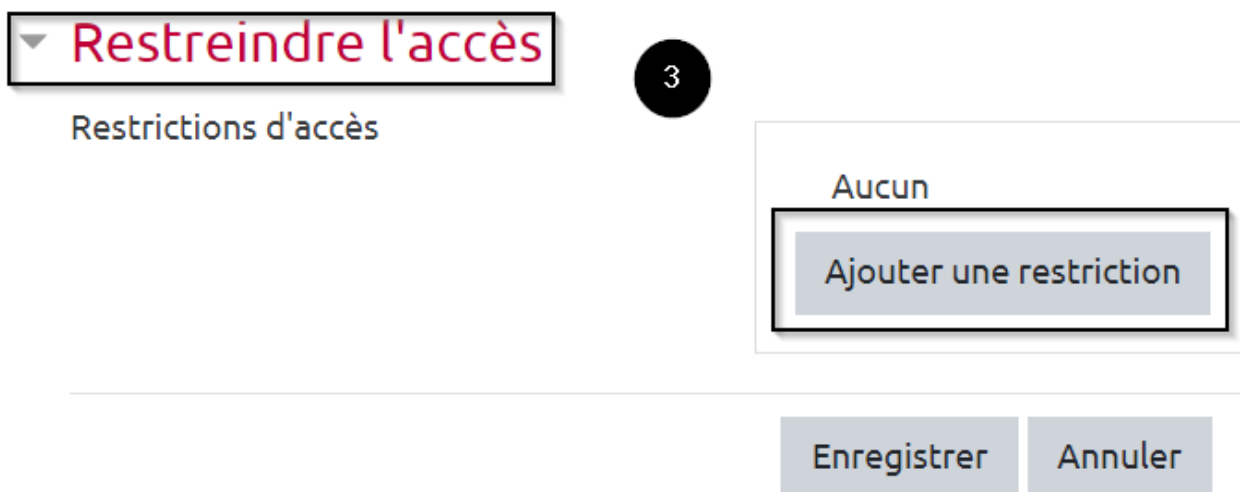 Restreindre l'accès
3
Restrictions d'accès
Aucun
Ajouter une restriction
Enregistrer
Annuler